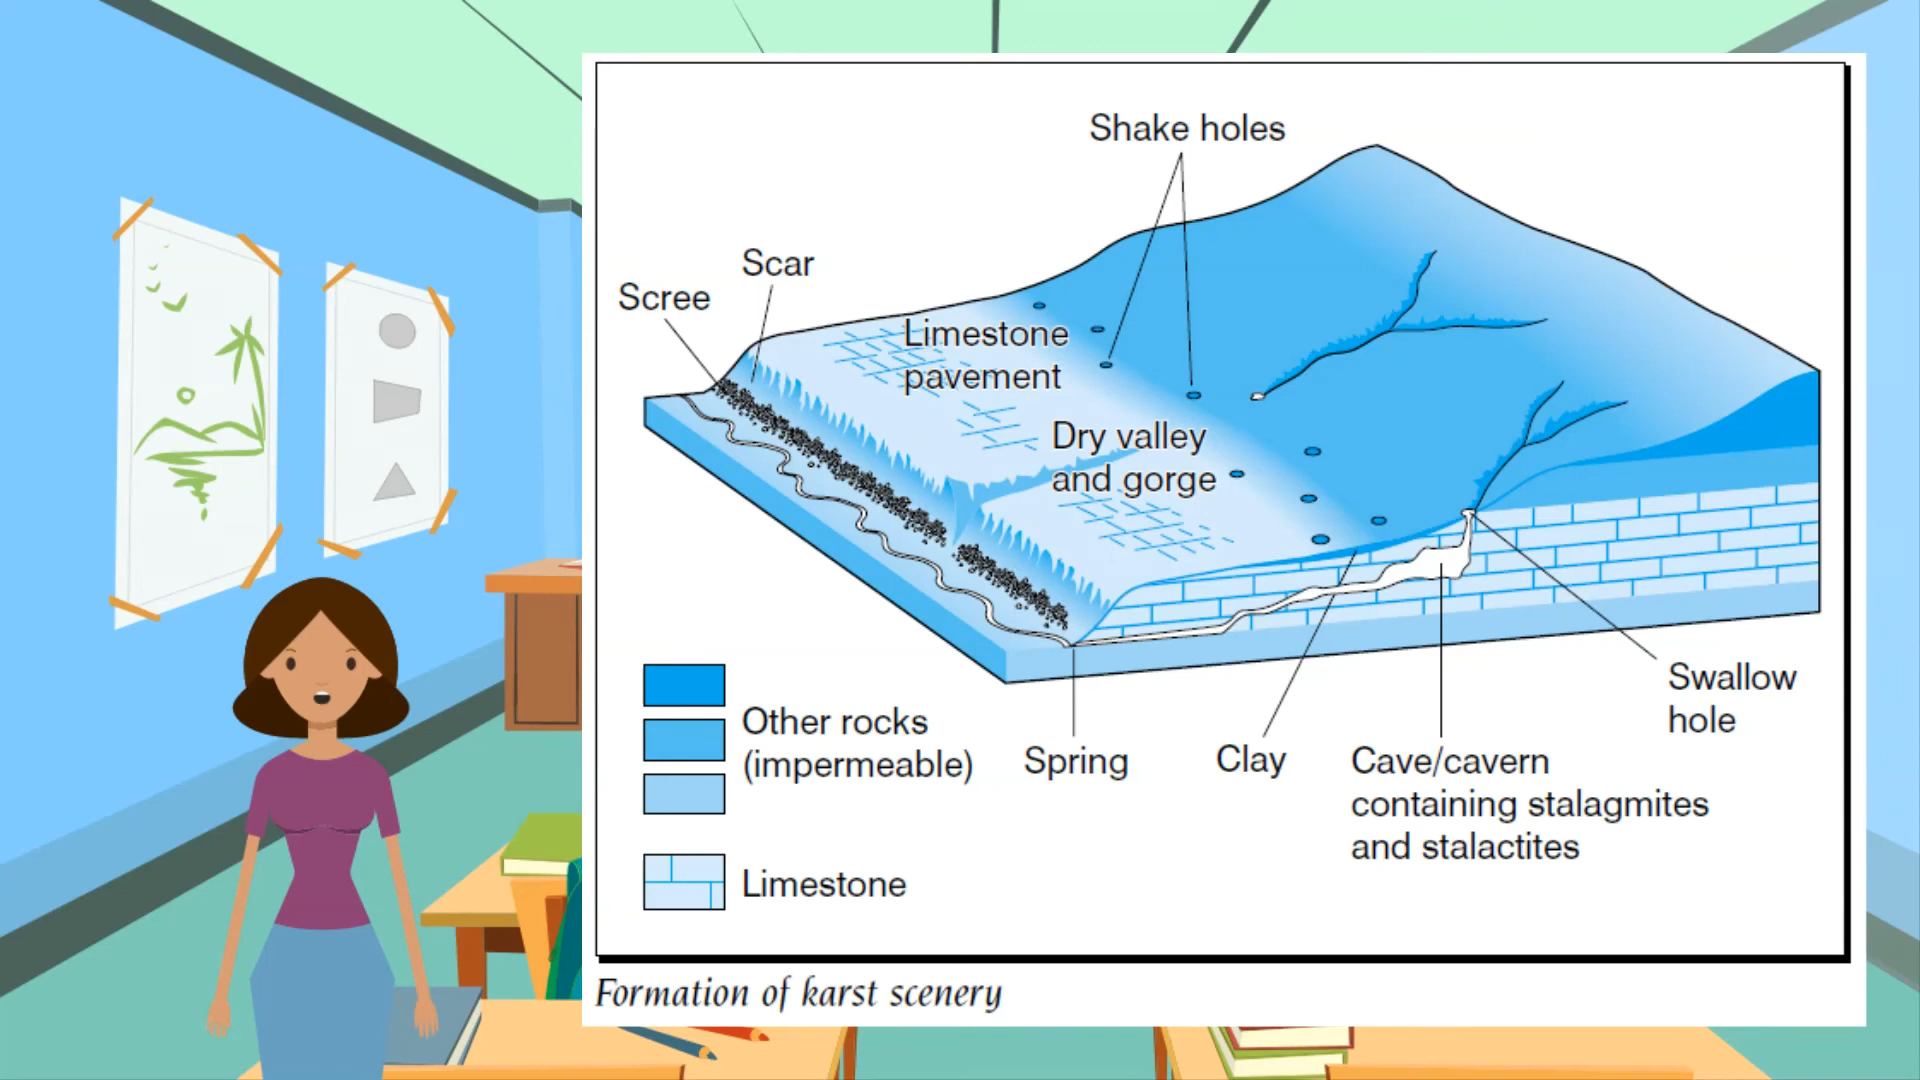 Shake holes
Scar
Scree
Limestone
pavement
Dry valley
and gorge
Swallow
hole
Other rocks
(impermeable)
Spring
Clay
Cave/cavern
containing stalagmites
and stalactites
Limestone
Formation of karst scenery